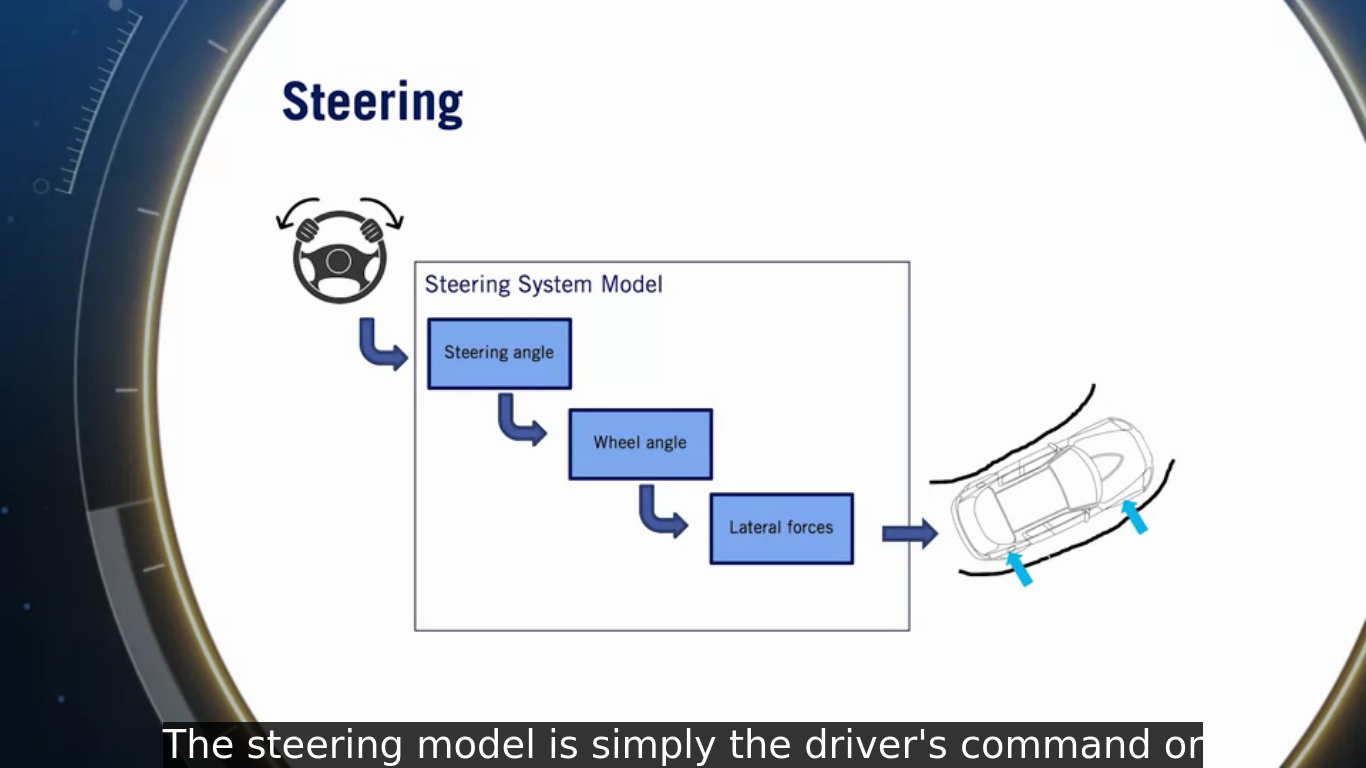 Steering
Steering System Model
Steering angle
Wheel angle
Lateral forces
The steering model is simply the driver's command or